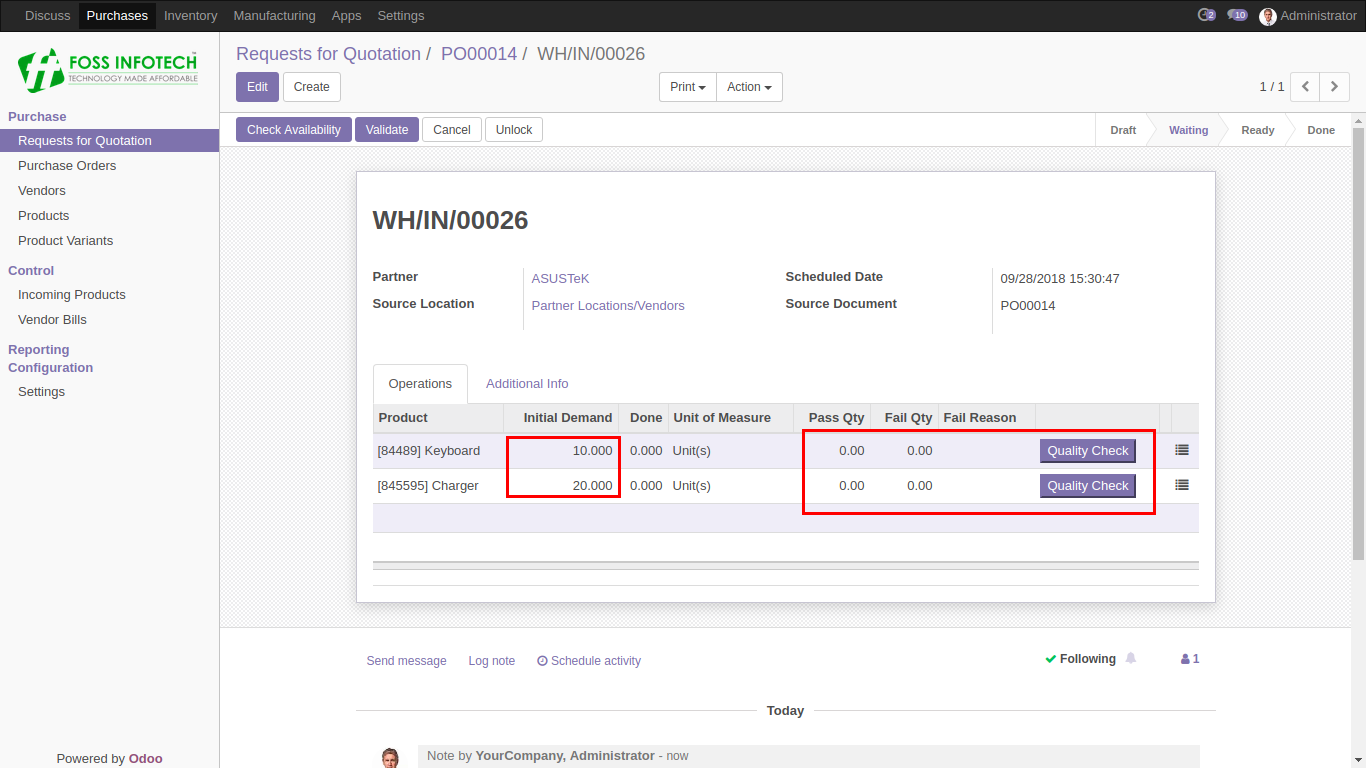 Discuss Purchases Inventory Manufacturing Apps Settings 2 10 Administrator
FOSS INFOTECH
TECHNOLOGY MADE AFFORDABLE
Requests for Quotation / PO00014 / WH/IN/00026
Edit Create Print Action 1 / 1
Check Availability Validate Cancel Unlock Draft Waiting Ready Done
Purchase
Requests for Quotation
Purchase Orders
Vendors
Products
Product Variants
Control
Incoming Products
Vendor Bills
Reporting
Configuration
Settings
Powered by Odoo
WH/IN/00026
Partner ASUSTeK Scheduled Date 09/28/2018 15:30:47
Source Location Partner Locations/Vendors Source Document PO00014
Operations Additional Info
Product Initial Demand Done Unit of Measure Pass Qty Fail Qty Fail Reason
[84489] Keyboard 10.000 0.000 Unit(s) 0.00 0.00 Quality Check
[845595] Charger 20.000 0.000 Unit(s) 0.00 0.00 Quality Check
Send message Log note Schedule activity Following 1
Today
Note by YourCompany, Administrator - now